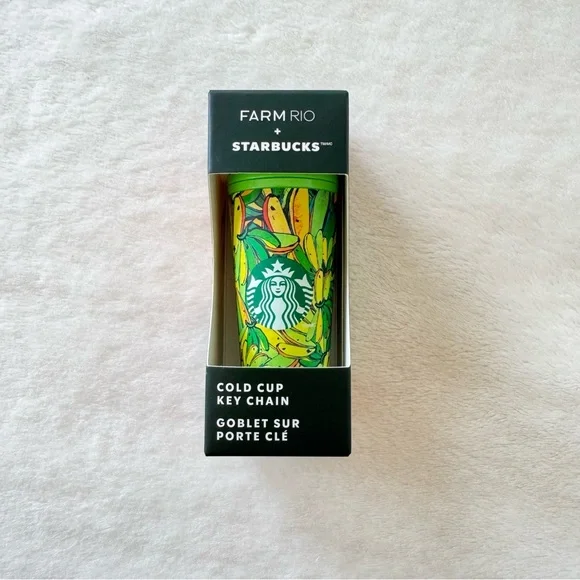 FARM RIO
+
STARBUCKS
COLD CUP
KEY CHAIN
GOBLET SUR
PORTE CLÉ